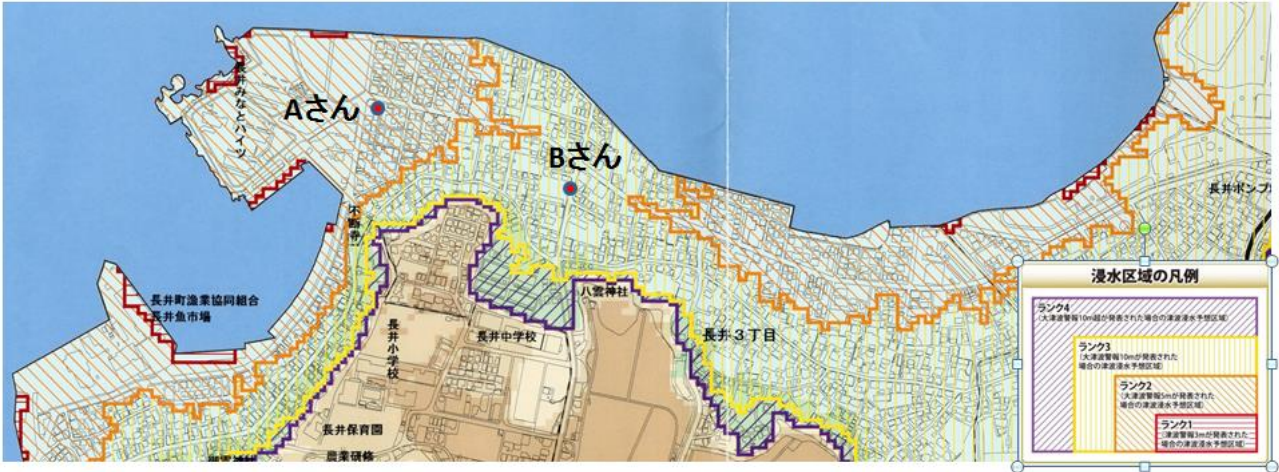 Aさん
Bさん
長井みなとハイツ
不断寺
長井町漁業協同組合
長井魚市場
長井小学校
長井中学校
八雲神社
長井3丁目
長井ポンプ
長井保育園
農業研修
浸水区域の凡例
ランク4
(大津波警報10m超が発表された場合の津波浸水予想区域)
ランク3
(大津波警報10mが発表された
場合の津波浸水予想区域)
ランク2
(大津波警報5mが発表された
場合の津波浸水予想区域)
ランク1
(津波警報3mが発表された
場合の津波浸水予想区域)